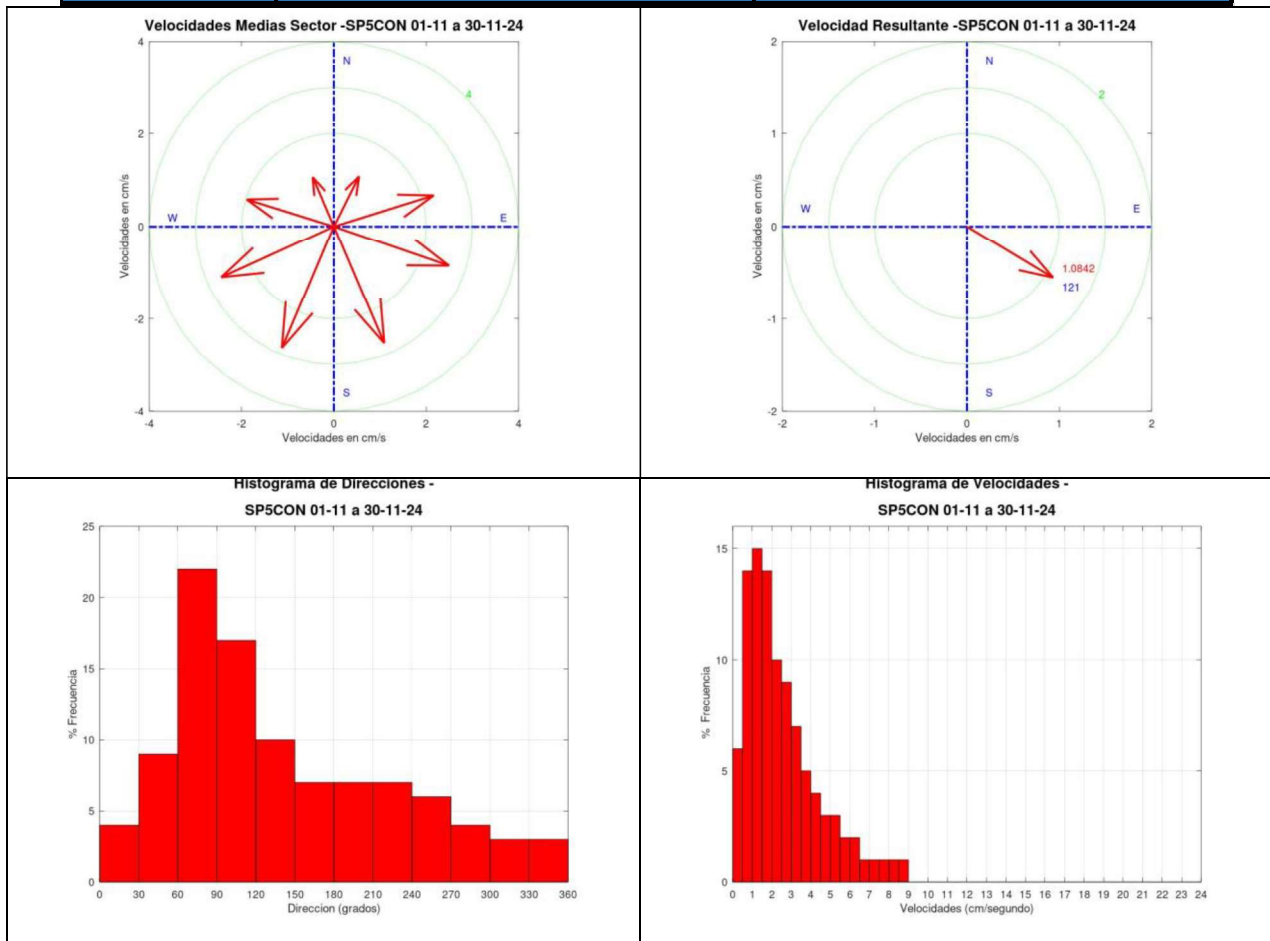 Velocidades Medias Sector -SP5CON 01-11 a 30-11-24
4
N
4
2
Velocidades en cm/s
W
E
0
-2
S
-4
-4
-2
0
2
4
Velocidades en cm/s
Velocidad Resultante -SP5CON 01-11 a 30-11-24
2
N
2
1
Velocidades en cm/s
W
E
0
1.0842
121
-1
S
-2
-2
-1
0
1
2
Velocidades en cm/s
Histograma de Direcciones -
SP5CON 01-11 a 30-11-24
25
20
15
10
5
0
% Frecuencia
0 30 60 90 120 150 180 210 240 270 300 330 360
Direccion (grados)
Histograma de Velocidades -
SP5CON 01-11 a 30-11-24
15
10
5
0
% Frecuencia
0 1 2 3 4 5 6 7 8 9 10 11 12 13 14 15 16 17 18 19 20 21 22 23 24
Velocidades (cm/segundo)